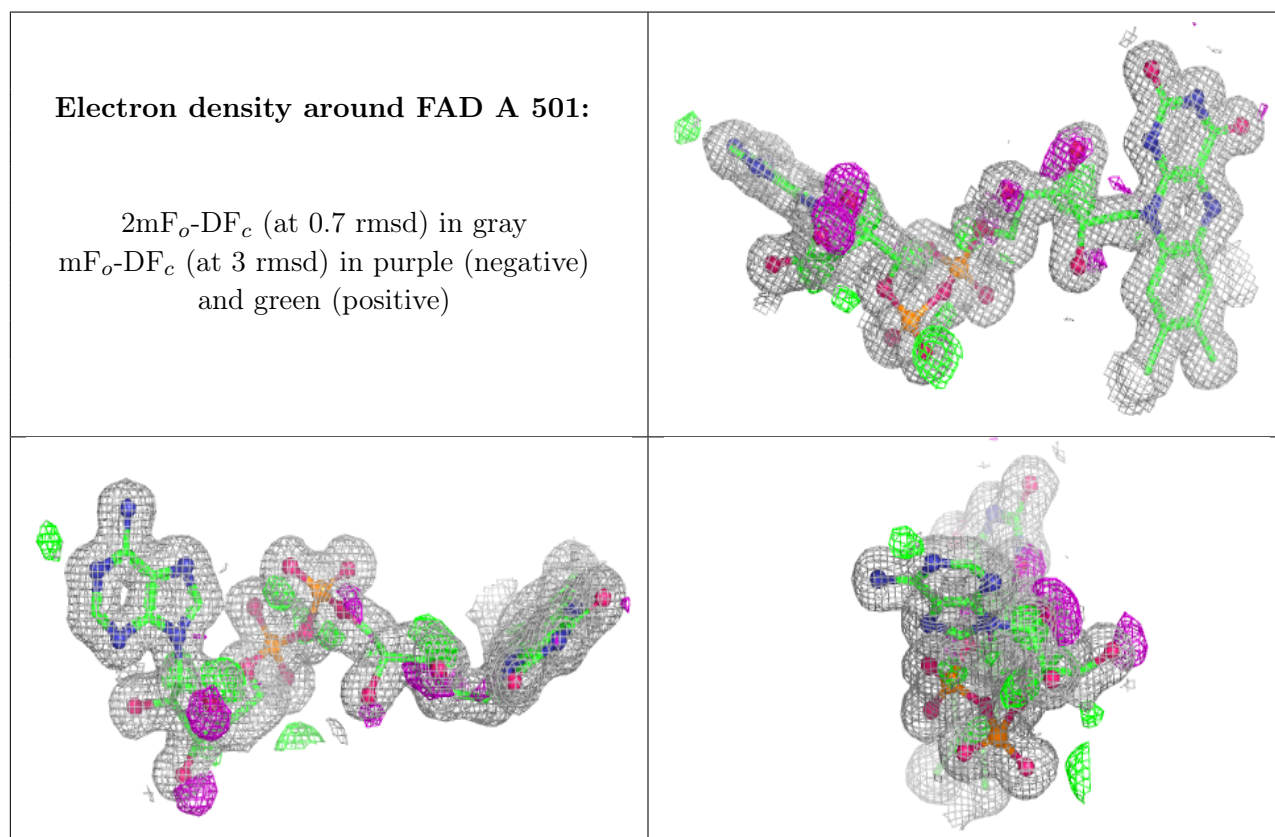 Electron density around FAD A 501:
2mFo-DFc (at 0.7 rmsd) in gray
mFo-DFc (at 3 rmsd) in purple (negative)
and green (positive)